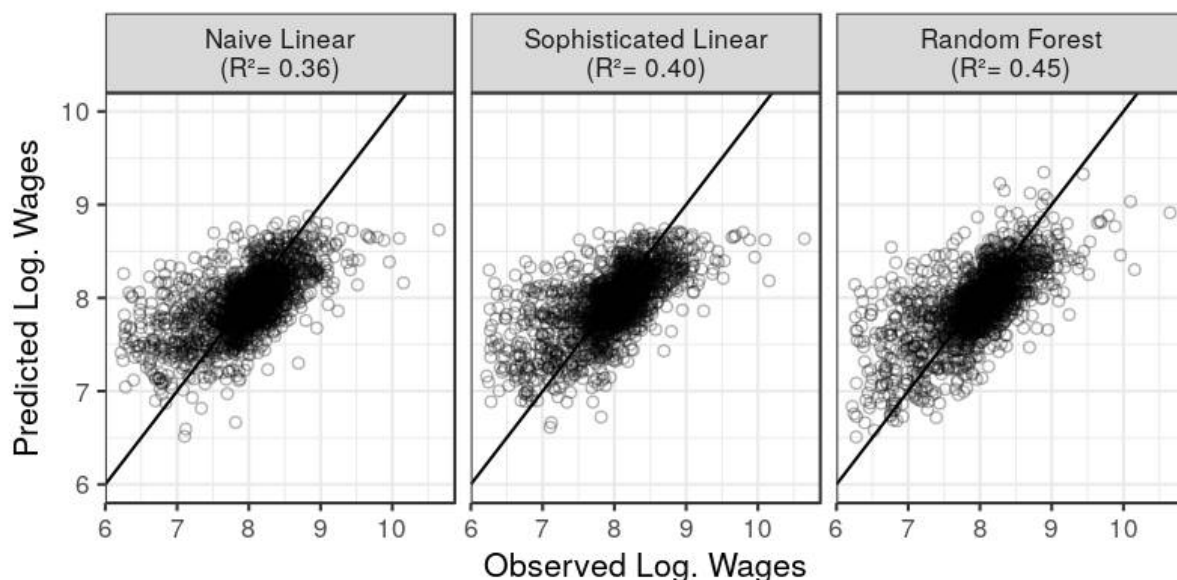 Naive Linear
(R²= 0.36)
Sophisticated Linear
(R²= 0.40)
Random Forest
(R²= 0.45)
Predicted Log. Wages
10
9
8
7
6
6 7 8 9 10
6 7 8 9 10
6 7 8 9 10
Observed Log. Wages